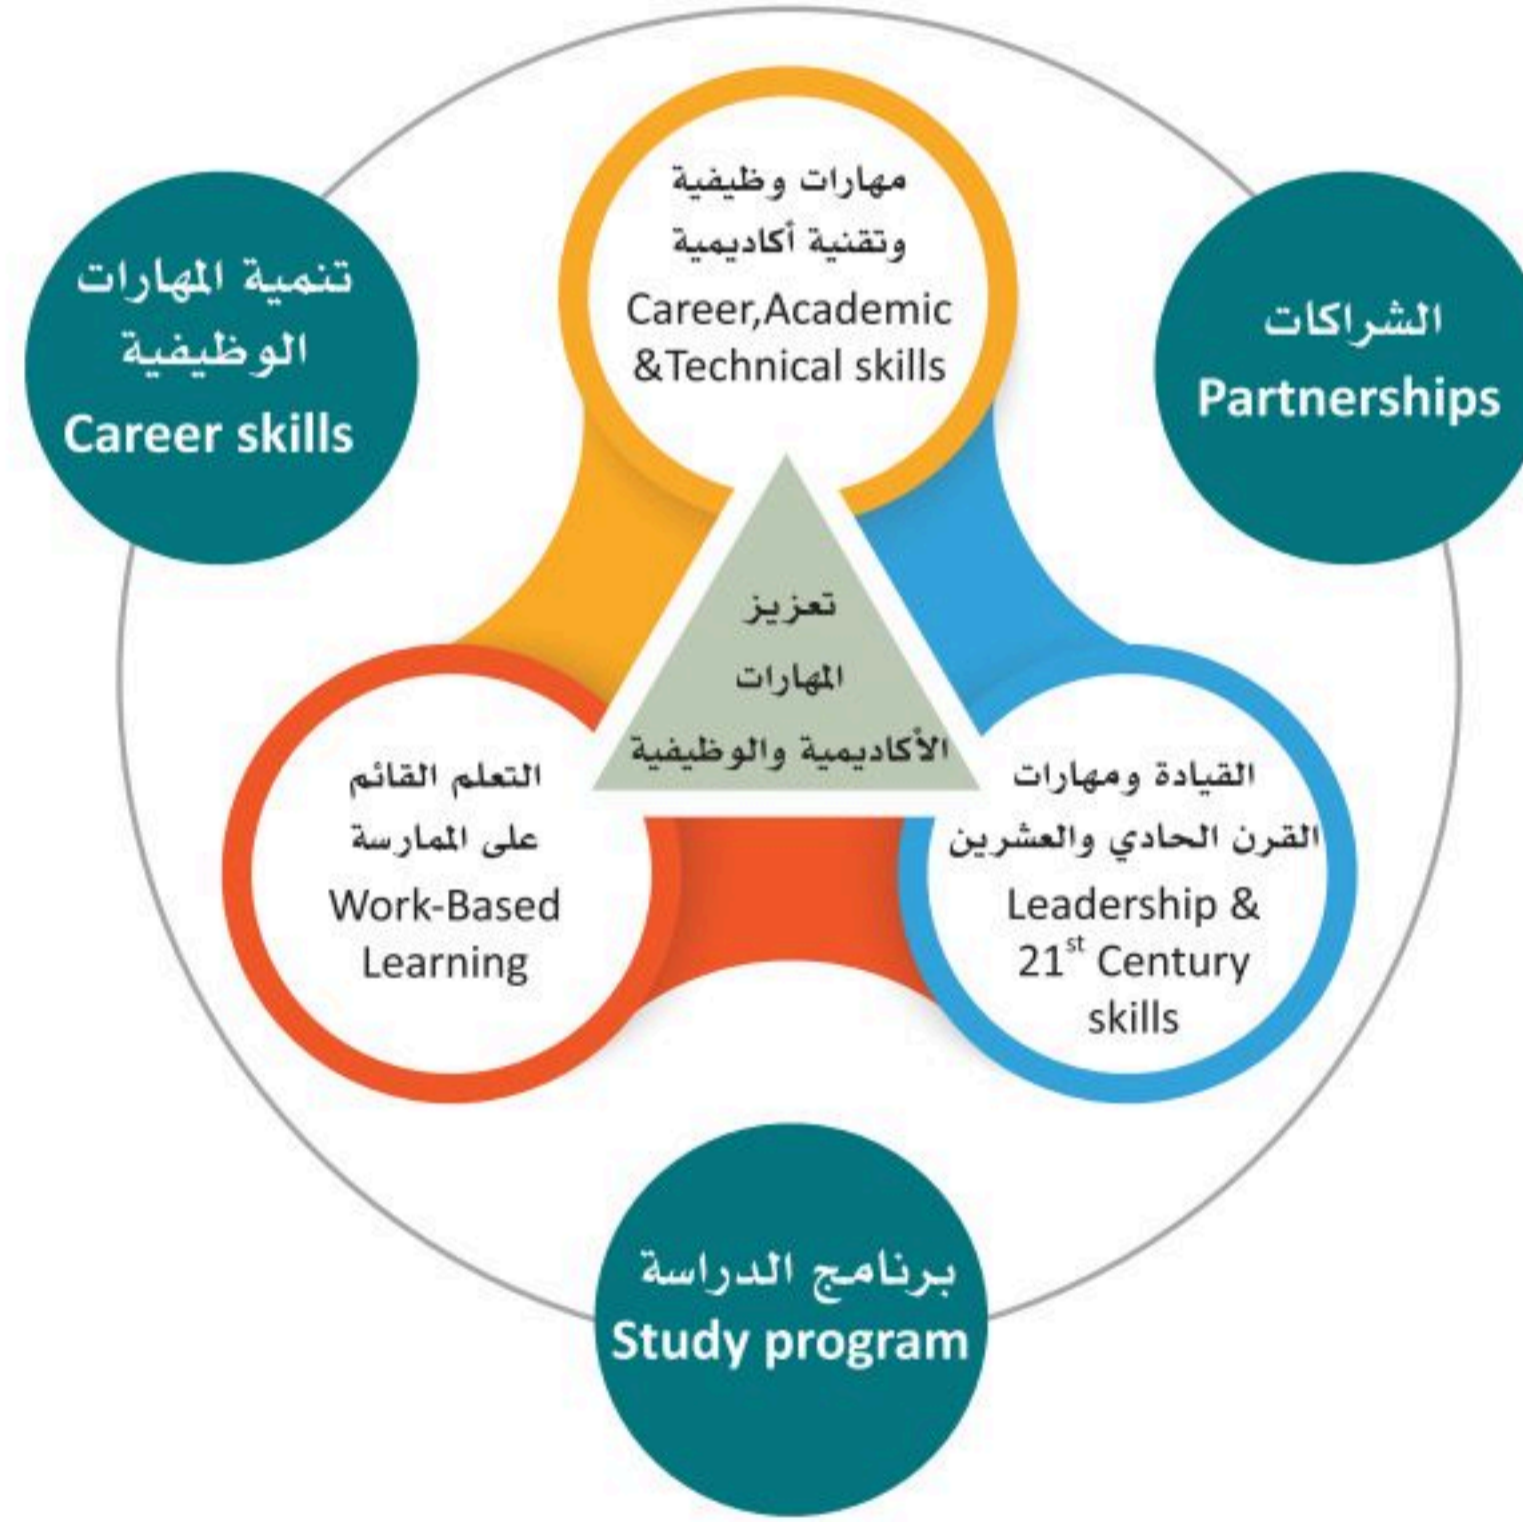 مهارات وظيفية
وتقنية أكاديمية
Career,Academic
&Technical skills
تنمية المهارات
الوظيفية
Career skills
الشراكات
Partnerships
تعزيز
المهارات
الأكاديمية والوظيفية
التعلم القائم
على الممارسة
Work-Based
Learning
القيادة ومهارات
القرن الحادي والعشرين
Leadership &
21st Century
skills
برنامج الدراسة
Study program